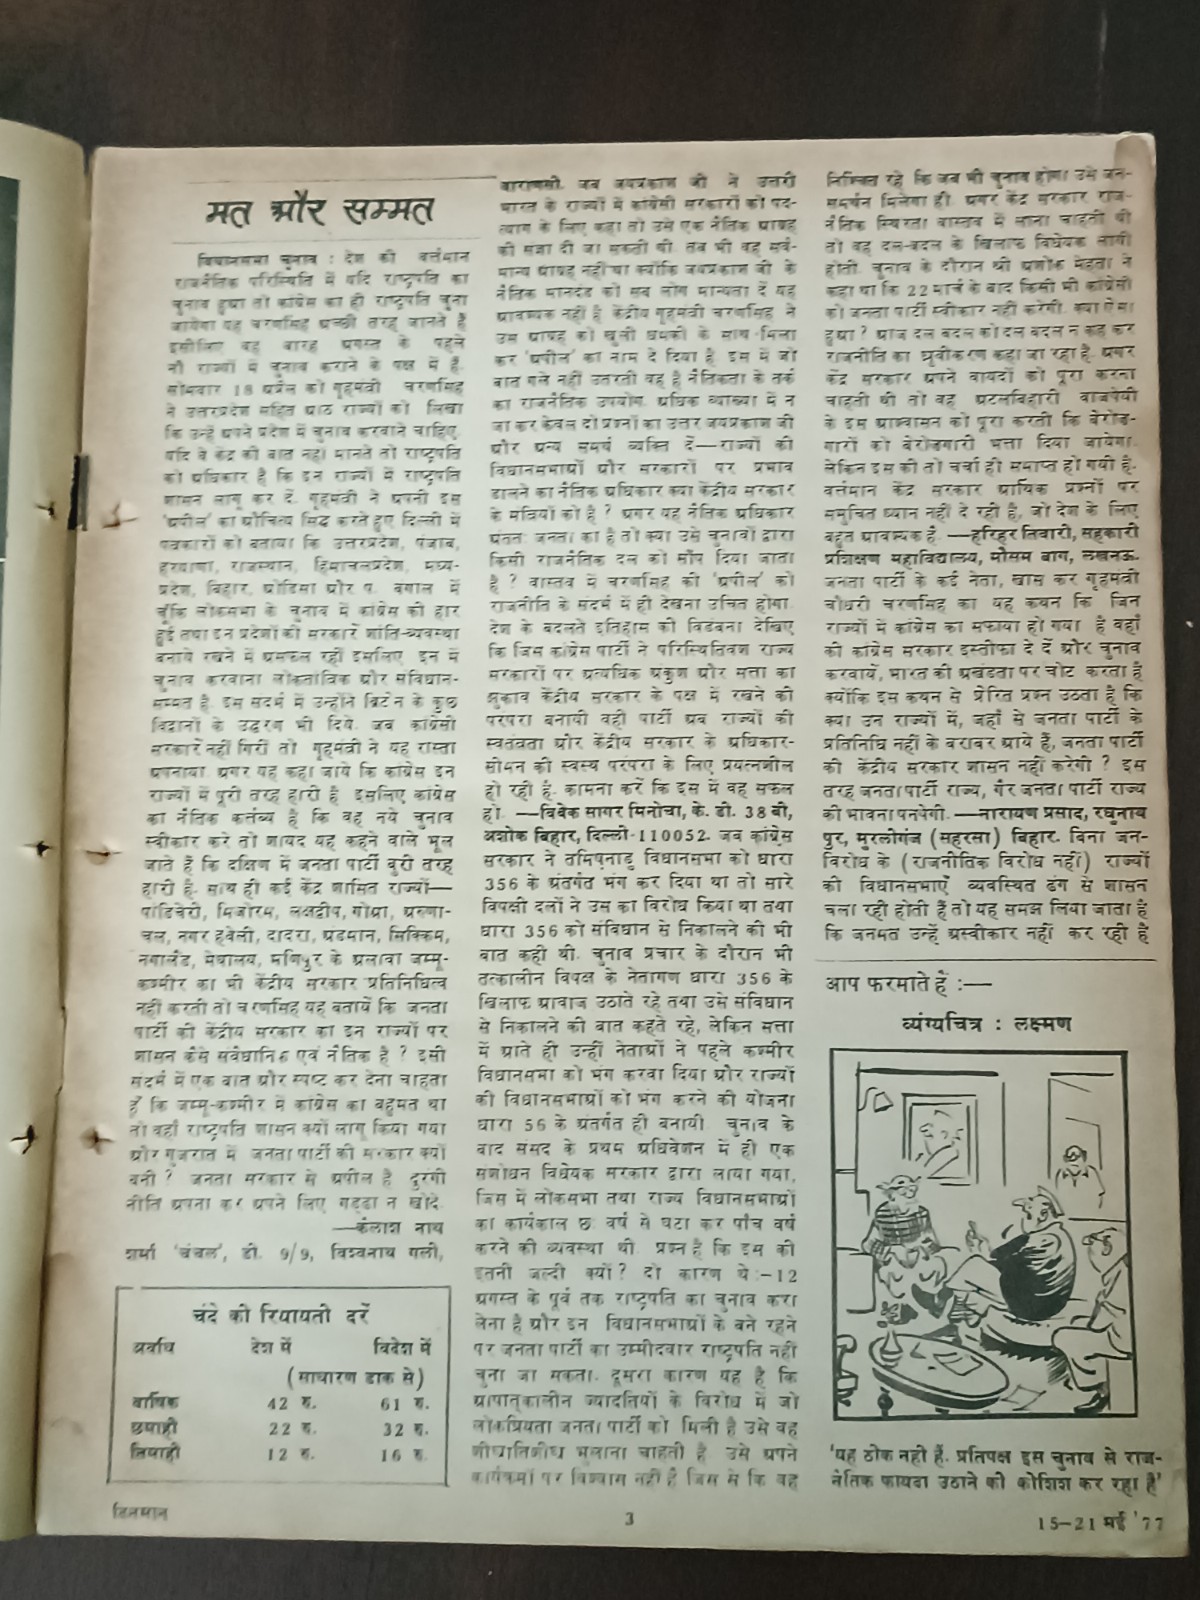 मत और सम्मत
विधानसभा चुनाव : देश की वर्त्तमान
राजनैतिक परिस्थिति में यदि राष्ट्रपति का
चुनाव हुआ तो कांग्रेस का ही राष्ट्रपति चुना
जायेगा यह चरणसिंह अच्छी तरह जानते हैं
इसीलिए वह बारह अगस्त के पहले
नौ राज्यों में चुनाव कराने के पक्ष में हैं.
सोमवार 18 अप्रैल को गृहमंत्री चरणसिंह
ने उत्तरप्रदेश सहित आठ राज्यों को लिखा
कि उन्हें अपने प्रदेश में चुनाव करवाने चाहिए.
यदि वे केंद्र की बात नहीं मानते तो राष्ट्रपति
को अधिकार है कि इन राज्यों में राष्ट्रपति
शासन लागू कर दें. गृहमंत्री ने अपनी इस
'अपील' का औचित्य सिद्ध करते हुए दिल्ली में
पत्रकारों को बताया कि उत्तरप्रदेश, पंजाब,
हरयाणा, राजस्थान, हिमाचलप्रदेश, मध्य-
प्रदेश, बिहार, ओडिसा और प. बंगाल में
चूंकि लोकसभा के चुनाव में कांग्रेस की हार
हुई तथा इन प्रदेशों की सरकारें शांति-व्यवस्था
बनाये रखने में असफल रहीं इसलिए इन में
चुनाव करवाना लोकतांत्रिक और संविधान-
सम्मत है. इस संदर्भ में उन्होंने ब्रिटेन के कुछ
विद्वानों के उद्धरण भी दिये. जब कांग्रेसी
सरकारें नहीं गिरीं तो गृहमंत्री ने यह रास्ता
अपनाया. अगर यह कहा जाये कि कांग्रेस इन
राज्यों में पूरी तरह हारी है इसलिए कांग्रेस
का नैतिक कर्त्तव्य है कि वह नये चुनाव
स्वीकार करे तो शायद यह कहने वाले भूल
जाते हैं कि दक्षिण में जनता पार्टी बुरी तरह
हारी है. साथ ही कई केंद्र शासित राज्यों—
पांडिचेरी, मिजोरम, लक्षद्वीप, गोआ, अरुणा-
चल, नगर हवेली, दादरा, अंडमान, सिक्किम,
नगालैंड, मेघालय, मणिपुर के अलावा जम्मू-
कश्मीर का भी केंद्रीय सरकार प्रतिनिधित्व
नहीं करती तो चरणसिंह यह बतायें कि जनता
पार्टी की केंद्रीय सरकार का इन राज्यों पर
शासन कैसे संवैधानिक एवं नैतिक है ? इसी
संदर्भ में एक बात और स्पष्ट कर देना चाहता
हूँ कि जम्मू-कश्मीर में कांग्रेस का बहुमत था
तो वहाँ राष्ट्रपति शासन क्यों लागू किया गया
और गुजरात में जनता पार्टी की सरकार क्यों
बनी ? जनता सरकार से अपील है दुरंगी
नीति अपना कर अपने लिए गड्ढा न खोदे.
—कैलाश नाथ
शर्मा 'चंचल', डी. 9/9, विश्वनाथ गली,
चंदे की रियायती दरें
अवधि देश में विदेश में
(साधारण डाक से)
वार्षिक 42 रु. 61 रु.
छमाही 22 रु. 32 रु.
तिमाही 12 रु. 16 रु.
वाराणसी. जब जयप्रकाश जी ने उत्तरी
भारत के राज्यों में कांग्रेसी सरकारों को पद-
त्याग के लिए कहा तो उसे एक नैतिक आग्रह
की संज्ञा दी जा सकती थी. तब भी वह सर्व-
मान्य आग्रह नहीं था क्योंकि जयप्रकाश जी के
नैतिक मानदंड को सब लोग मान्यता दें यह
आवश्यक नहीं है केंद्रीय गृहमंत्री चरणसिंह ने
उस आग्रह को खुली धमकी के साथ मिला
कर 'अपील' का नाम दे दिया है. इस में जो
बात गले नहीं उतरती वह है नैतिकता के तर्क
का राजनैतिक उपयोग. अधिक व्याख्या में न
जा कर केवल दो प्रश्नों का उत्तर जयप्रकाश जी
और अन्य समर्थ व्यक्ति दें—राज्यों की
विधानसभाओं और सरकारों पर प्रभाव
डालने का नैतिक अधिकार क्या केंद्रीय सरकार
के मंत्रियों को है ? अगर यह नैतिक अधिकार
अंततः जनता का है तो क्या उसे चुनावों द्वारा
किसी राजनैतिक दल को सौंप दिया जाता
है ? वास्तव में चरणसिंह की 'अपील' को
राजनीति के संदर्भ में ही देखना उचित होगा.
देश के बदलते इतिहास की विडंबना देखिए
कि जिस कांग्रेस पार्टी ने परिस्थितिवश राज्य
सरकारों पर अत्यधिक अंकुश और सत्ता का
झुकाव केंद्रीय सरकार के पक्ष में रखने की
परंपरा बनायी वही पार्टी अब राज्यों की
स्वतंत्रता और केंद्रीय सरकार के अधिकार-
सीमन की स्वस्थ परंपरा के लिए प्रयत्नशील
हो रही है. कामना करें कि इस में वह सफल
हो. —विवेक सागर मिनोचा, के. डी. 38 बी,
अशोक विहार, दिल्ली-110052. जब कांग्रेस
सरकार ने तमिषनाडु विधानसभा को धारा
356 के अंतर्गत भंग कर दिया था तो सारे
विपक्षी दलों ने उस का विरोध किया था तथा
धारा 356 को संविधान से निकालने की भी
बात कही थी. चुनाव प्रचार के दौरान भी
तत्कालीन विपक्ष के नेतागण धारा 356 के
खिलाफ आवाज उठाते रहे तथा उसे संविधान
से निकालने की बात कहते रहे, लेकिन सत्ता
में आते ही उन्हीं नेताओं ने पहले कश्मीर
विधानसभा को भंग करवा दिया और राज्यों
की विधानसभाओं को भंग करने की योजना
धारा 56 के अंतर्गत ही बनायी. चुनाव के
बाद संसद के प्रथम अधिवेशन में ही एक
संशोधन विधेयक सरकार द्वारा लाया गया,
जिस में लोकसभा तथा राज्य विधानसभाओं
का कार्यकाल छः वर्ष से घटा कर पाँच वर्ष
करने की व्यवस्था थी. प्रश्न है कि इस की
इतनी जल्दी क्यों ? दो कारण थे :-12
अगस्त के पूर्व तक राष्ट्रपति का चुनाव करा
लेना है और इन विधानसभाओं के बने रहने
पर जनता पार्टी का उम्मीदवार राष्ट्रपति नहीं
चुना जा सकता. दूसरा कारण यह है कि
आपात्कालीन ज्यादतियों के विरोध में जो
लोकप्रियता जनता पार्टी को मिली है उसे वह
शीघ्रातिशीघ्र भुलाना चाहती है. उसे अपने
कार्यकर्मों पर विश्वास नहीं है जिस से कि वह
निश्चिंत रहे कि जब भी चुनाव होगा उसे जन-
समर्थन मिलेगा ही. अगर केंद्र सरकार राज-
नैतिक स्थिरता वास्तव में लाना चाहती थी
तो वह दल-बदल के खिलाफ विधेयक लायी
होती. चुनाव के दौरान श्री अशोक मेहता ने
कहा था कि 22 मार्च के बाद किसी भी कांग्रेसी
को जनता पार्टी स्वीकार नहीं करेगी. क्या ऐसा
हुआ ? आज दल बदल को दल बदल न कह कर
राजनीति का ध्रुवीकरण कहा जा रहा है. अगर
केंद्र सरकार अपने वायदों को पूरा करना
चाहती थी तो वह अटलबिहारी वाजपेयी
के इस आश्वासन को पूरा करती कि बेरोज़-
गारों को बेरोज़गारी भत्ता दिया जायेगा.
लेकिन इस की तो चर्चा ही समाप्त हो गयी है.
वर्त्तमान केंद्र सरकार आर्थिक प्रश्नों पर
समुचित ध्यान नहीं दे रही है, जो देश के लिए
बहुत आवश्यक है. —हरिहर तिवारी, सहकारी
प्रशिक्षण महाविद्यालय, मौसम बाग, लखनऊ.
जनता पार्टी के कई नेता, खास कर गृहमंत्री
चौधरी चरणसिंह का यह कथन कि जिन
राज्यों में कांग्रेस का सफाया हो गया है वहाँ
की कांग्रेस सरकार इस्तीफा दे दें और चुनाव
करवायें, भारत की अखंडता पर चोट करता है
क्योंकि इस कथन से प्रेरित प्रश्न उठता है कि
क्या उन राज्यों में, जहाँ से जनता पार्टी के
प्रतिनिधि नहीं के बराबर आये हैं, जनता पार्टी
की केंद्रीय सरकार शासन नहीं करेगी ? इस
तरह जनता पार्टी राज्य, गैर जनता पार्टी राज्य
की भावना पनपेगी. —नारायण प्रसाद, रघुनाथ
पुर, मुरलीगंज (सहरसा) बिहार. बिना जन-
विरोध के (राजनीतिक विरोध नहीं) राज्यों
की विधानसभाएँ व्यवस्थित ढंग से शासन
चला रही होती हैं तो यह समझ लिया जाता है
कि जनमत उन्हें अस्वीकार नहीं कर रही है
आप फरमाते हैं :—
व्यंग्यचित्र : लक्ष्मण
'यह ठीक नहीं है. प्रतिपक्ष इस चुनाव से राज-
नैतिक फायदा उठाने की कोशिश कर रहा है'
दिनमान
3
15-21 मई '77